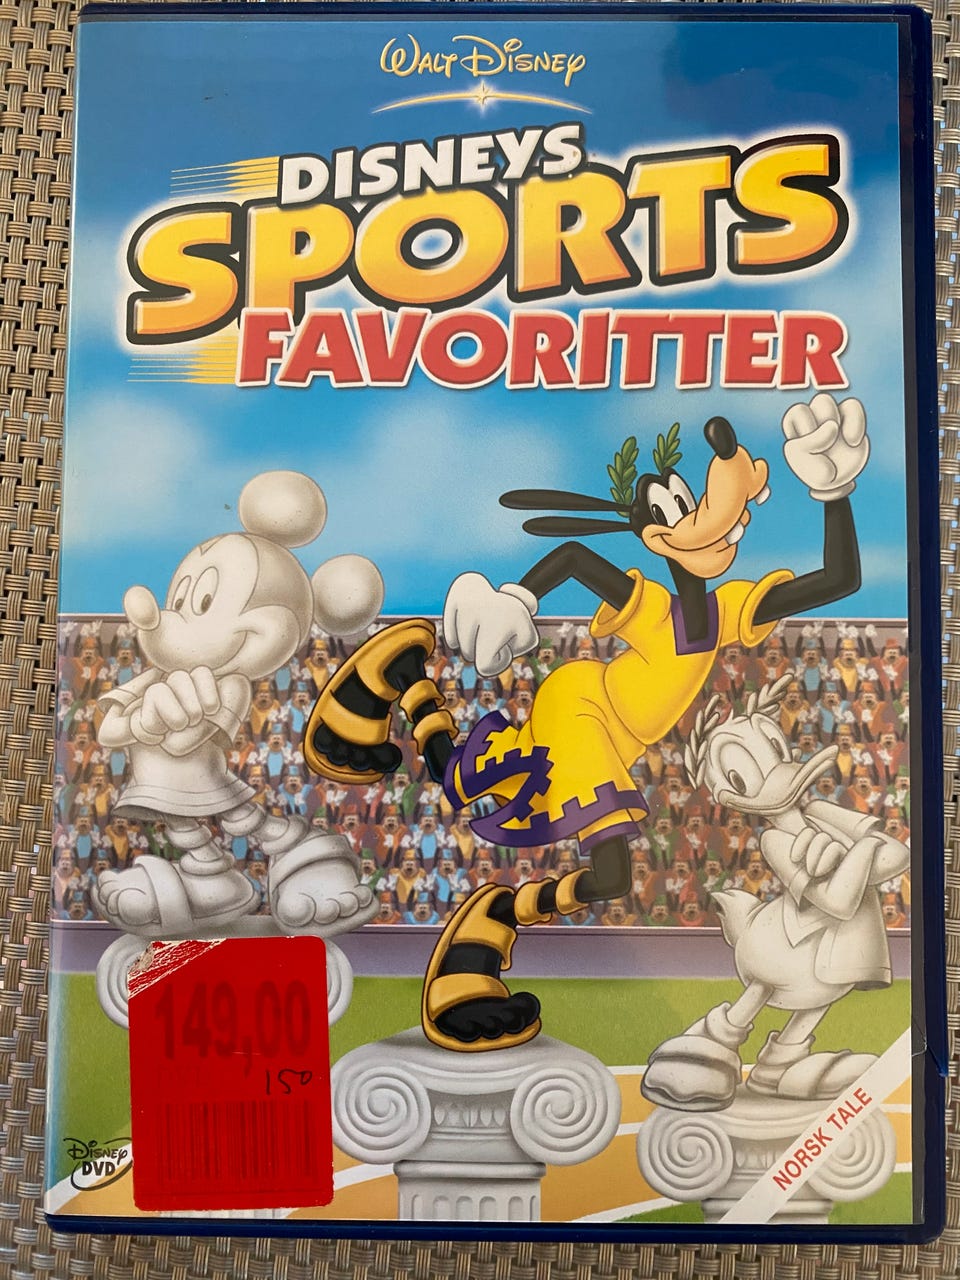 WALT DISNEY
DISNEYS
SPORTS
FAVORITTER
149,00
150
DISNEY
DVD
NORSK TALE